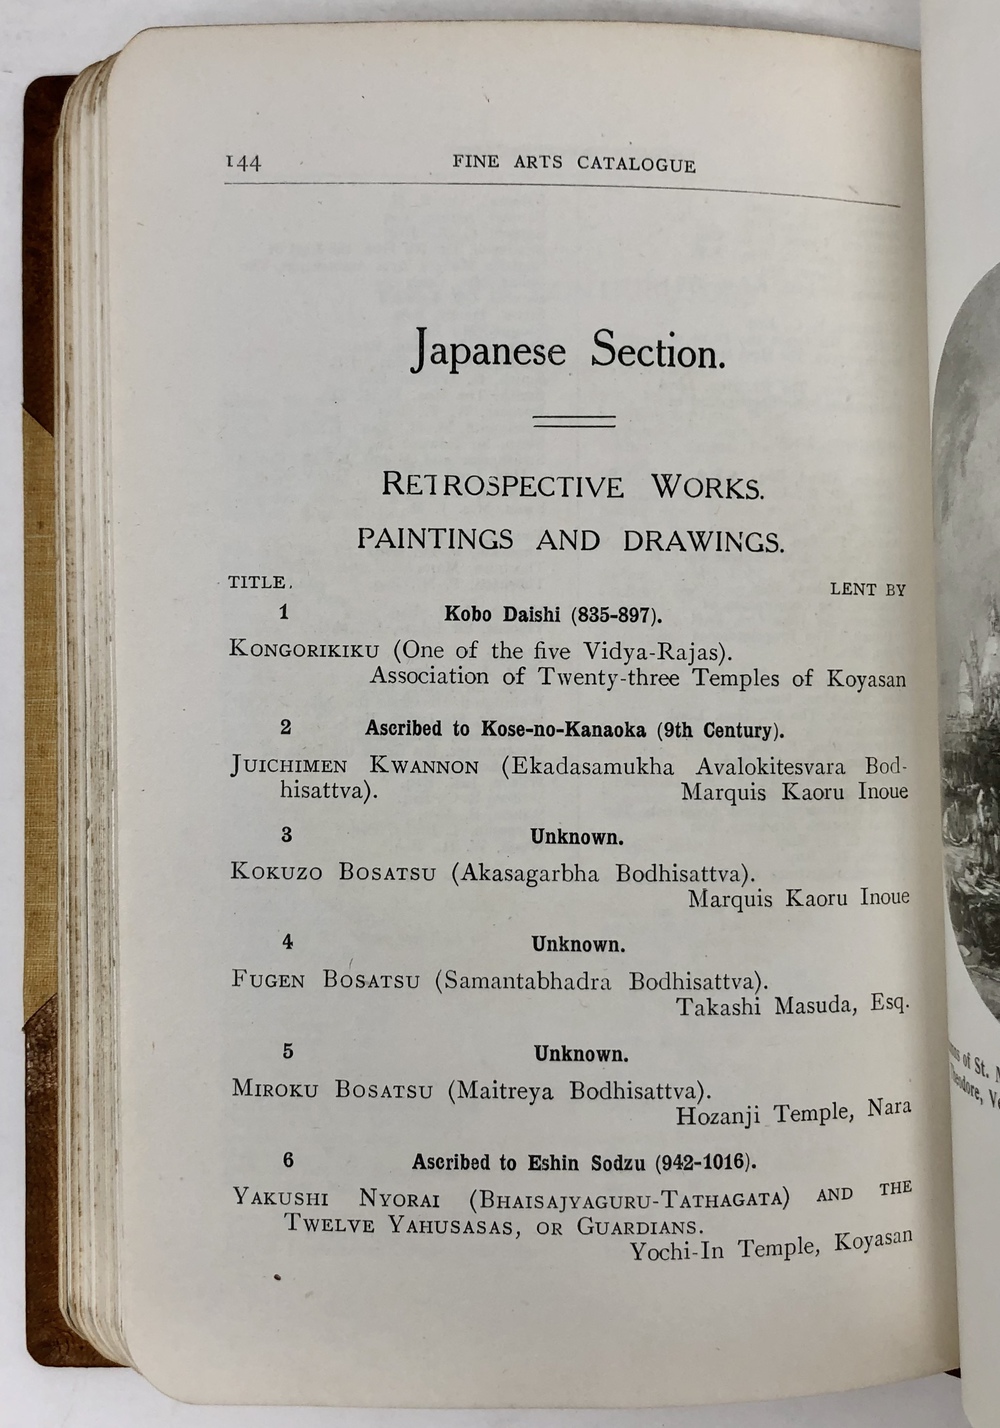 144 FINE ARTS CATALOGUE
Japanese Section.
RETROSPECTIVE WORKS.
PAINTINGS AND DRAWINGS.
TITLE. LENT BY
1 Kobo Daishi (835-897).
KONGORIKIKU (One of the five Vidya-Rajas).
Association of Twenty-three Temples of Koyasan
2 Ascribed to Kose-no-Kanaoka (9th Century).
JUICHIMEN KWANNON (Ekadasamukha Avalokitesvara Bod-
hisattva). Marquis Kaoru Inoue
3 Unknown.
KOKUZO BOSATSU (Akasagarbha Bodhisattva).
Marquis Kaoru Inoue
4 Unknown.
FUGEN BOSATSU (Samantabhadra Bodhisattva).
Takashi Masuda, Esq.
5 Unknown.
MIROKU BOSATSU (Maitreya Bodhisattva).
Hozanji Temple, Nara
6 Ascribed to Eshin Sodzu (942-1016).
YAKUSHI NYORAI (BHAISAJYAGURU-TATHAGATA) AND THE
TWELVE YAHUSASAS, OR GUARDIANS.
Yochi-In Temple, Koyasan
of St.